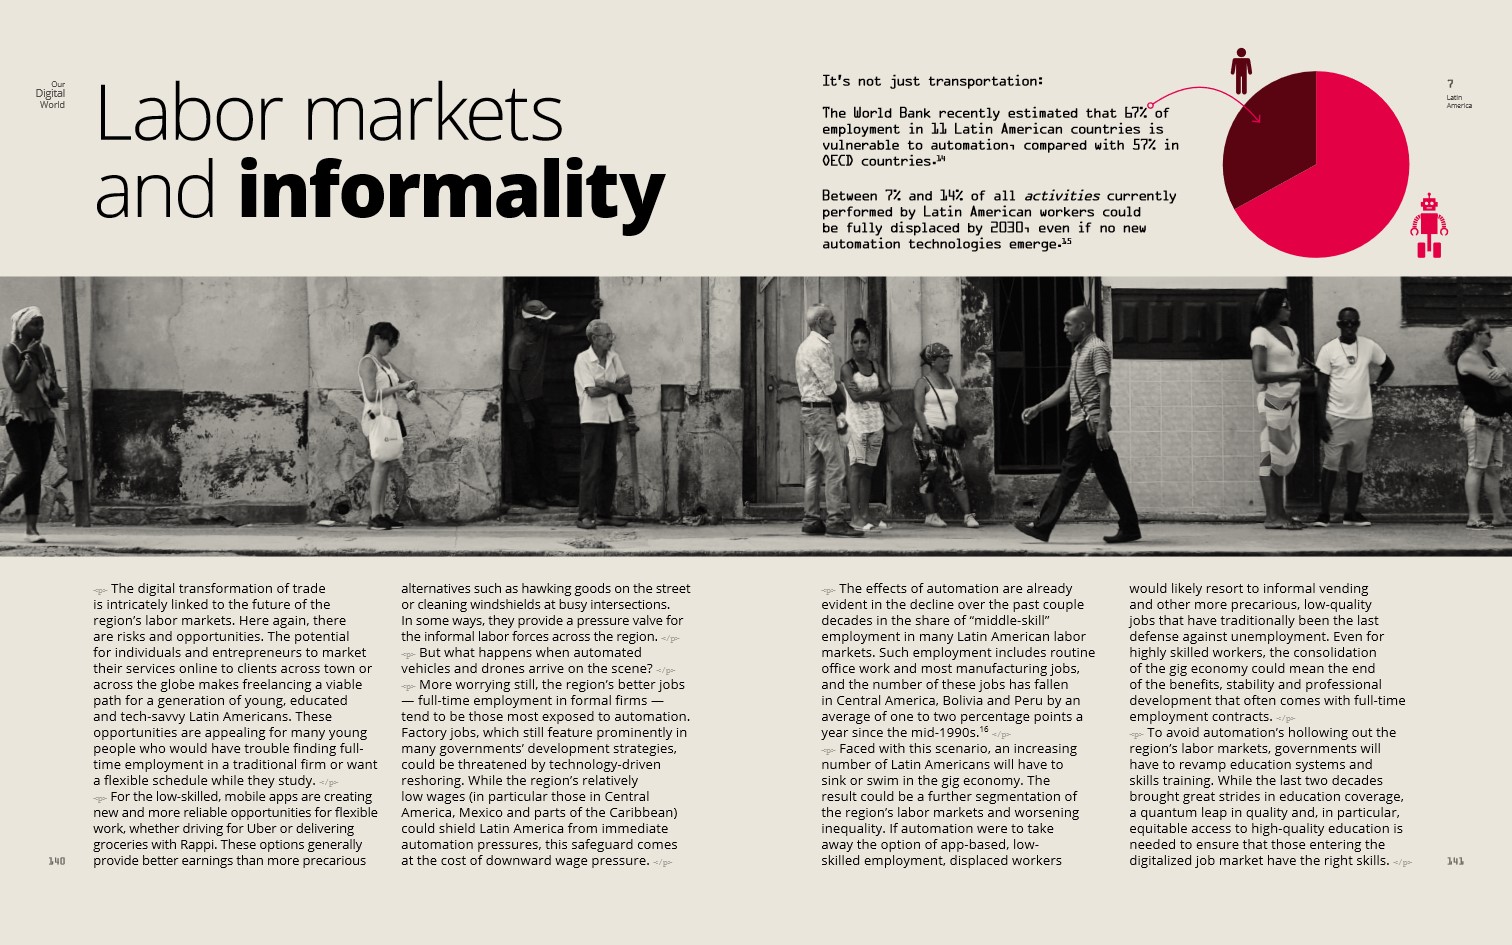 Our
Digital
World
Labor markets
and informality
It's not just transportation:
The World Bank recently estimated that 67% of
employment in 11 Latin American countries is
vulnerable to automation, compared with 57% in
OECD countries.14
Between 7% and 14% of all activities currently
performed by Latin American workers could
be fully displaced by 2030, even if no new
automation technologies emerge.15
7
Latin
America
<p> The digital transformation of trade
is intricately linked to the future of the
region’s labor markets. Here again, there
are risks and opportunities. The potential
for individuals and entrepreneurs to market
their services online to clients across town or
across the globe makes freelancing a viable
path for a generation of young, educated
and tech-savvy Latin Americans. These
opportunities are appealing for many young
people who would have trouble finding full-
time employment in a traditional firm or want
a flexible schedule while they study. </p>
<p> For the low-skilled, mobile apps are creating
new and more reliable opportunities for flexible
work, whether driving for Uber or delivering
groceries with Rappi. These options generally
provide better earnings than more precarious
alternatives such as hawking goods on the street
or cleaning windshields at busy intersections.
In some ways, they provide a pressure valve for
the informal labor forces across the region. </p>
<p> But what happens when automated
vehicles and drones arrive on the scene? </p>
<p> More worrying still, the region’s better jobs
— full-time employment in formal firms —
tend to be those most exposed to automation.
Factory jobs, which still feature prominently in
many governments’ development strategies,
could be threatened by technology-driven
reshoring. While the region’s relatively
low wages (in particular those in Central
America, Mexico and parts of the Caribbean)
could shield Latin America from immediate
automation pressures, this safeguard comes
at the cost of downward wage pressure. </p>
<p> The effects of automation are already
evident in the decline over the past couple
decades in the share of “middle-skill”
employment in many Latin American labor
markets. Such employment includes routine
office work and most manufacturing jobs,
and the number of these jobs has fallen
in Central America, Bolivia and Peru by an
average of one to two percentage points a
year since the mid-1990s.16 </p>
<p> Faced with this scenario, an increasing
number of Latin Americans will have to
sink or swim in the gig economy. The
result could be a further segmentation of
the region’s labor markets and worsening
inequality. If automation were to take
away the option of app-based, low-
skilled employment, displaced workers
would likely resort to informal vending
and other more precarious, low-quality
jobs that have traditionally been the last
defense against unemployment. Even for
highly skilled workers, the consolidation
of the gig economy could mean the end
of the benefits, stability and professional
development that often comes with full-time
employment contracts. </p>
<p> To avoid automation’s hollowing out the
region’s labor markets, governments will
have to revamp education systems and
skills training. While the last two decades
brought great strides in education coverage,
a quantum leap in quality and, in particular,
equitable access to high-quality education is
needed to ensure that those entering the
digitalized job market have the right skills. </p>
140
141